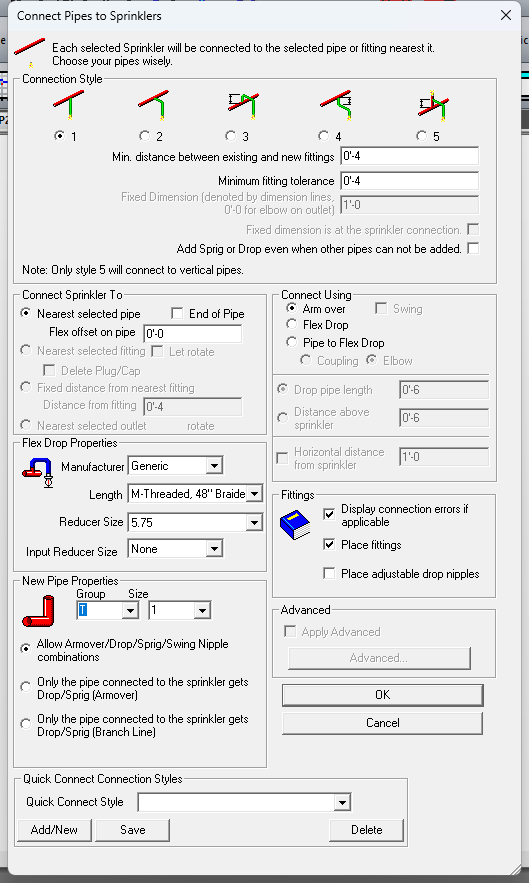 Connect Pipes to Sprinklers
Each selected Sprinkler will be connected to the selected pipe or fitting nearest it.
Choose your pipes wisely.
Connection Style
1
2
3
4
5
Min. distance between existing and new fittings
0'-4
Minimum fitting tolerance
0'-4
Fixed Dimension (denoted by dimension lines,
0'-0 for elbow on outlet)
1'-0
Fixed dimension is at the sprinkler connection.
Add Sprig or Drop even when other pipes can not be added.
Note: Only style 5 will connect to vertical pipes.
Connect Sprinkler To
Nearest selected pipe
End of Pipe
Flex offset on pipe
0'-0
Nearest selected fitting
Let rotate
Delete Plug/Cap
Fixed distance from nearest fitting
Distance from fitting
0'-4
Nearest selected outlet
rotate
Connect Using
Arm over
Swing
Flex Drop
Pipe to Flex Drop
Coupling
Elbow
Drop pipe length
0'-6
Distance above
sprinkler
0'-6
Horizontal distance
from sprinkler
1'-0
Flex Drop Properties
Manufacturer
Generic
Length
M-Threaded, 48" Braide
Reducer Size
5.75
Input Reducer Size
None
Fittings
Display connection errors if
applicable
Place fittings
Place adjustable drop nipples
New Pipe Properties
Group
Size
T
1
Allow Armover/Drop/Sprig/Swing Nipple
combinations
Only the pipe connected to the sprinkler gets
Drop/Sprig (Armover)
Only the pipe connected to the sprinkler gets
Drop/Sprig (Branch Line)
Advanced
Apply Advanced
Advanced...
OK
Cancel
Quick Connect Connection Styles
Quick Connect Style
Add/New
Save
Delete